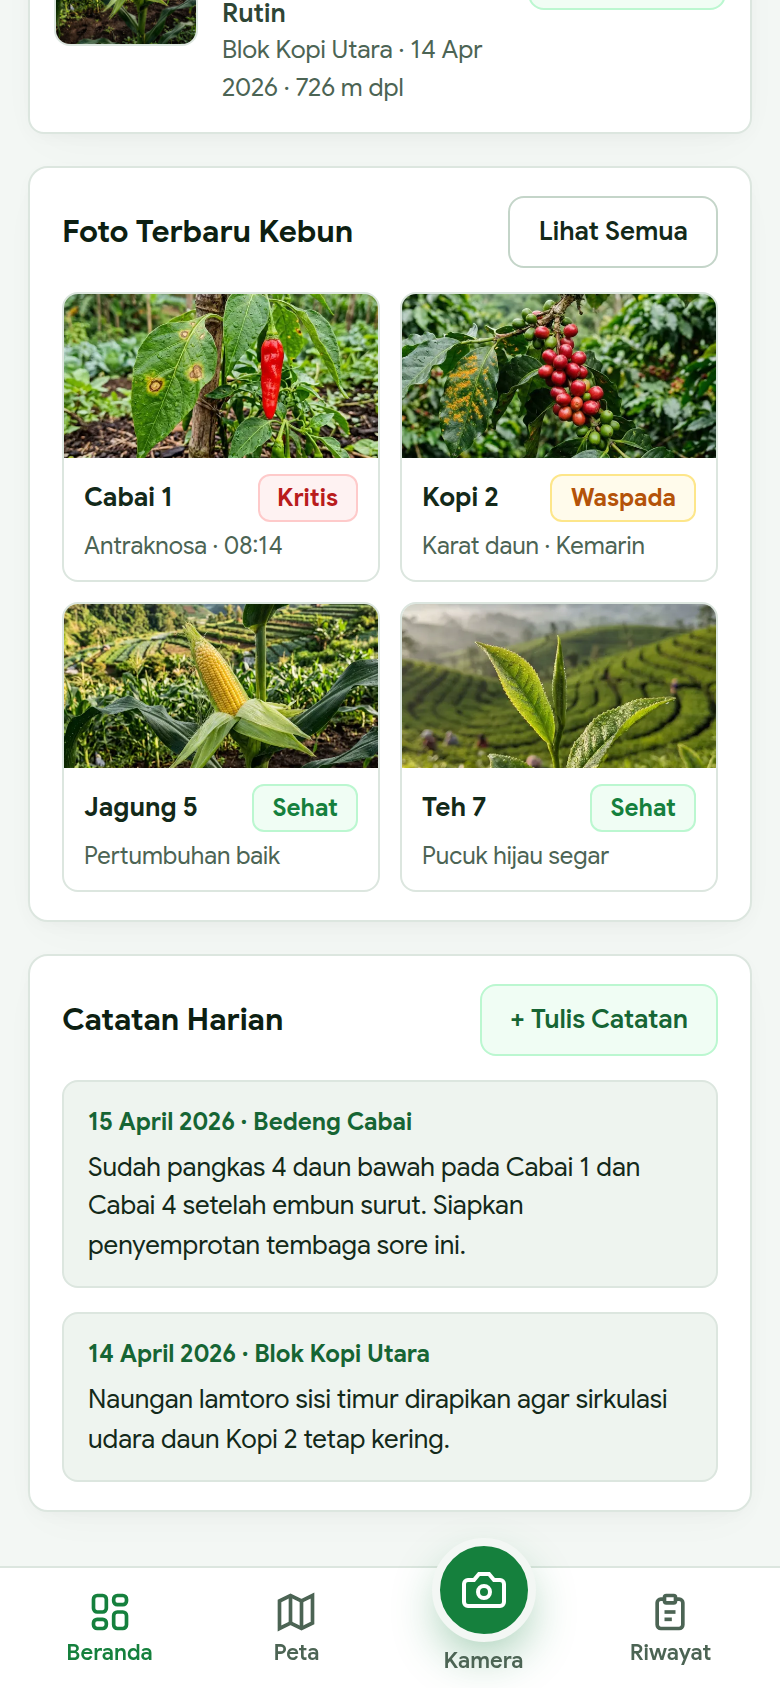 Rutin
Blok Kopi Utara · 14 Apr
2026 · 726 m dpl
Foto Terbaru Kebun
Lihat Semua
Cabai 1
Kritis
Antraknosa · 08:14
Kopi 2
Waspada
Karat daun · Kemarin
Jagung 5
Sehat
Pertumbuhan baik
Teh 7
Sehat
Pucuk hijau segar
Catatan Harian
+ Tulis Catatan
15 April 2026 · Bedeng Cabai
Sudah pangkas 4 daun bawah pada Cabai 1 dan
Cabai 4 setelah embun surut. Siapkan
penyemprotan tembaga sore ini.
14 April 2026 · Blok Kopi Utara
Naungan lamtoro sisi timur dirapikan agar sirkulasi
udara daun Kopi 2 tetap kering.
Beranda
Peta
Kamera
Riwayat